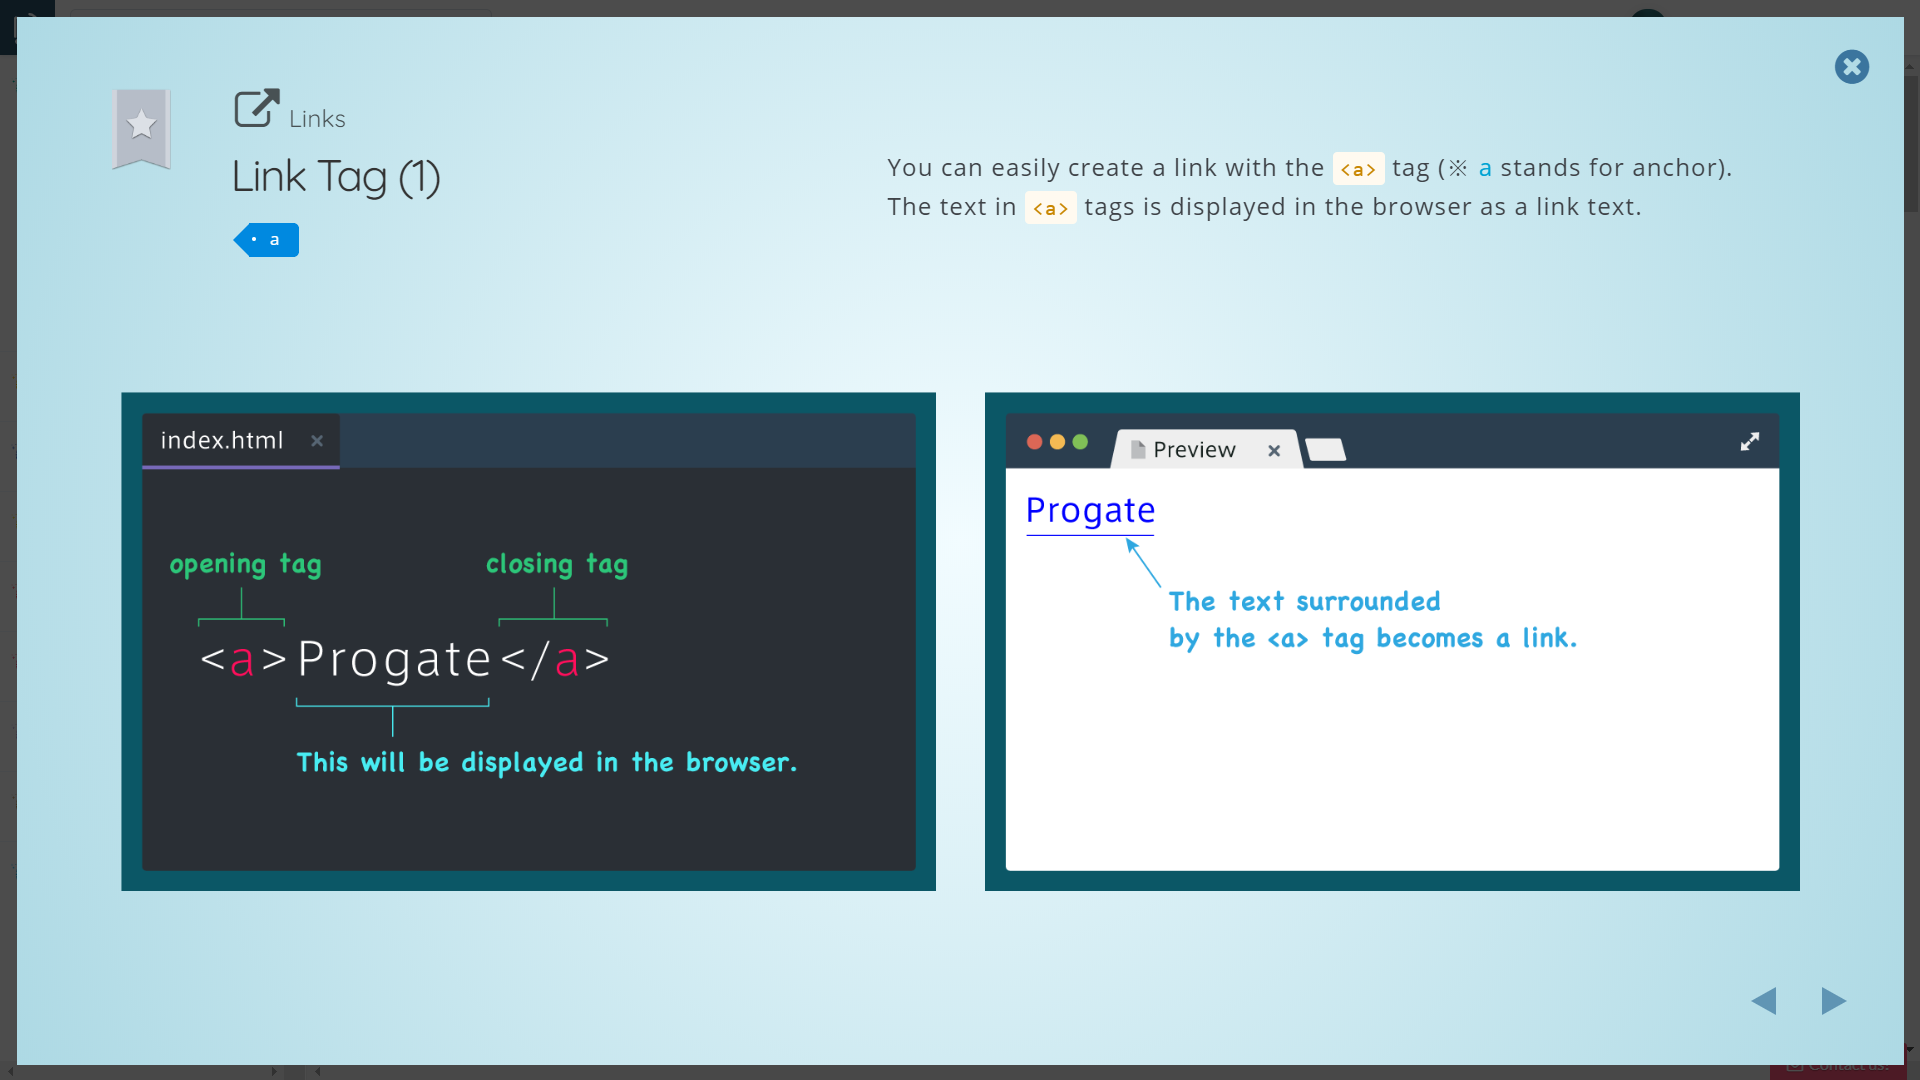 Links
Link Tag (1)
a
You can easily create a link with the <a> tag (※ a stands for anchor).
The text in <a> tags is displayed in the browser as a link text.
index.html ×
opening tag closing tag
<a>Progate</a>
This will be displayed in the browser.
Preview ×
Progate
The text surrounded
by the <a> tag becomes a link.
Contact us!